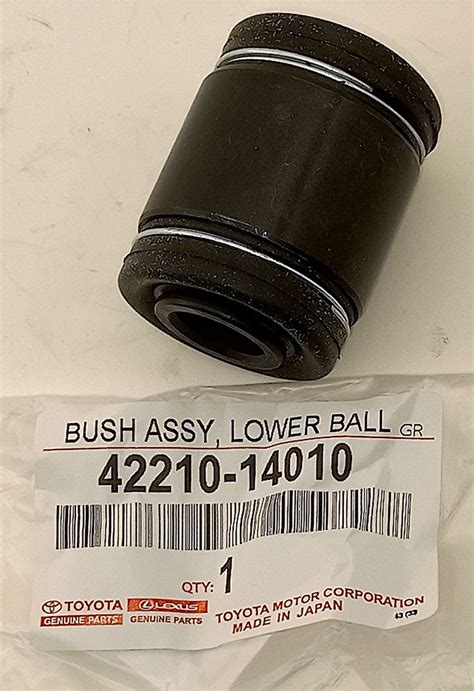 BUSH ASSY, LOWER BALL GR
42210-14010
QTY: 1
TOYOTA LEXUS TOYOTA MOTOR CORPORATION
GENUINE PARTS GENUINE PARTS MADE IN JAPAN